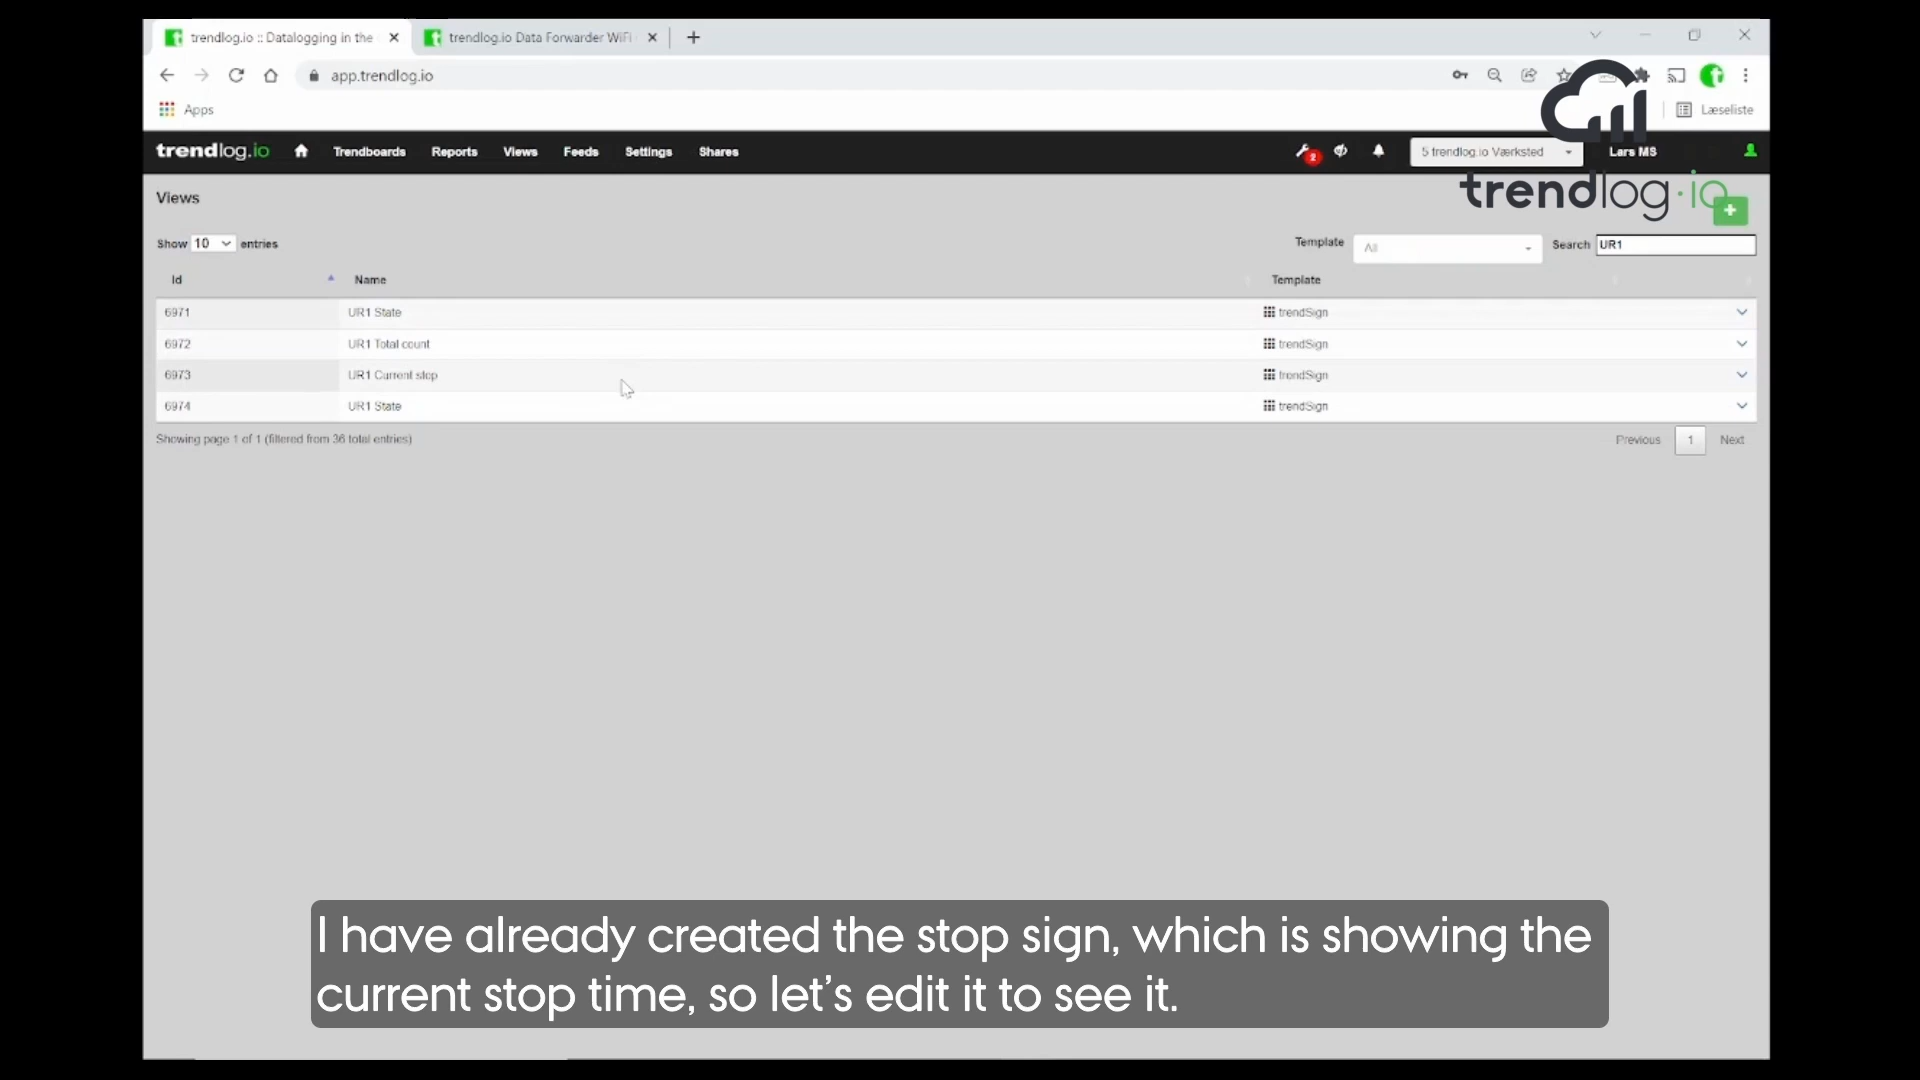 trendlog.io :: Datalogging in the
trendlog.io Data Forwarder WiFi
app.trendlog.io
Apps
Læseliste
trendlog.io
Trendboards
Reports
Views
Feeds
Settings
Shares
2
5 trendlog.io Værksted
Lars MS
trendlog.io
Views
+
Show 10 entries
Template
All
Search
UR1
Id
Name
Template
6971
UR1 State
trendSign
6972
UR1 Total count
trendSign
6973
UR1 Current stop
trendSign
6974
UR1 State
trendSign
Showing page 1 of 1 (filtered from 36 total entries)
Previous
1
Next
I have already created the stop sign, which is showing the
current stop time, so let's edit it to see it.